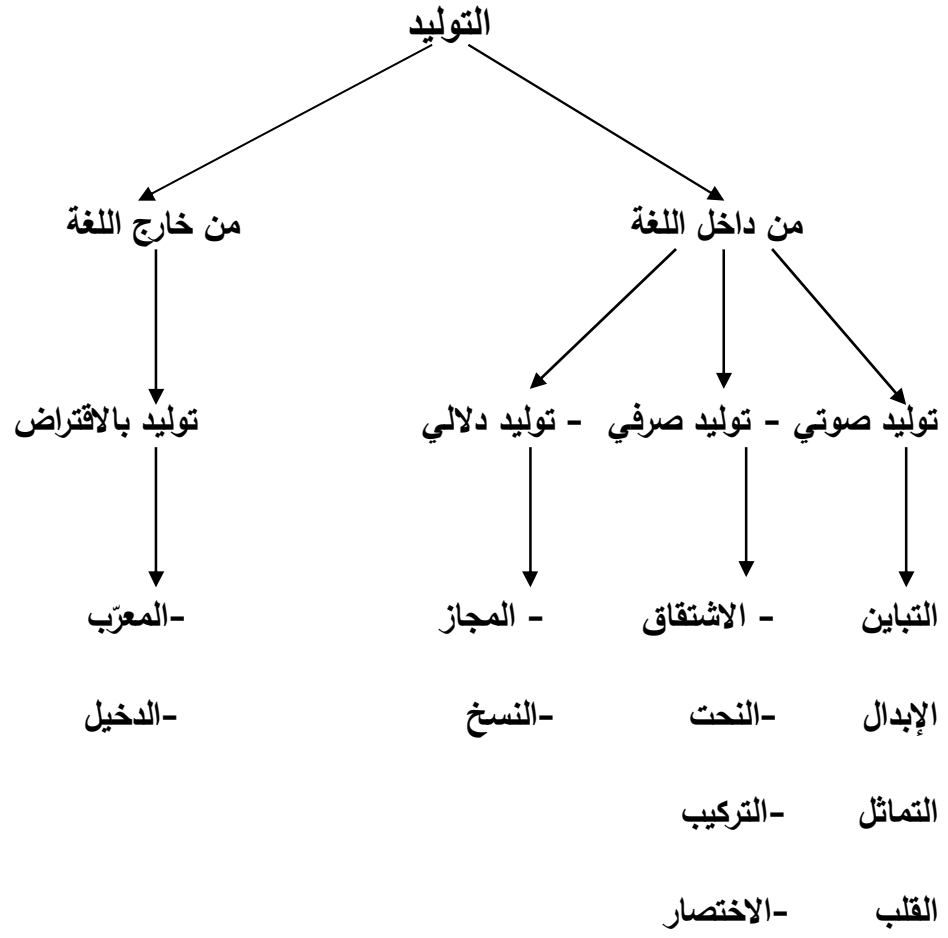 التوليد
من داخل اللغة من خارج اللغة
توليد صوتي - توليد صرفي - توليد دلالي توليد بالاقتراض
التباين - الاشتقاق - المجاز -المعرّب
الإبدال -النحت -النسخ -الدخيل
التماثل -التركيب
القلب -الاختصار